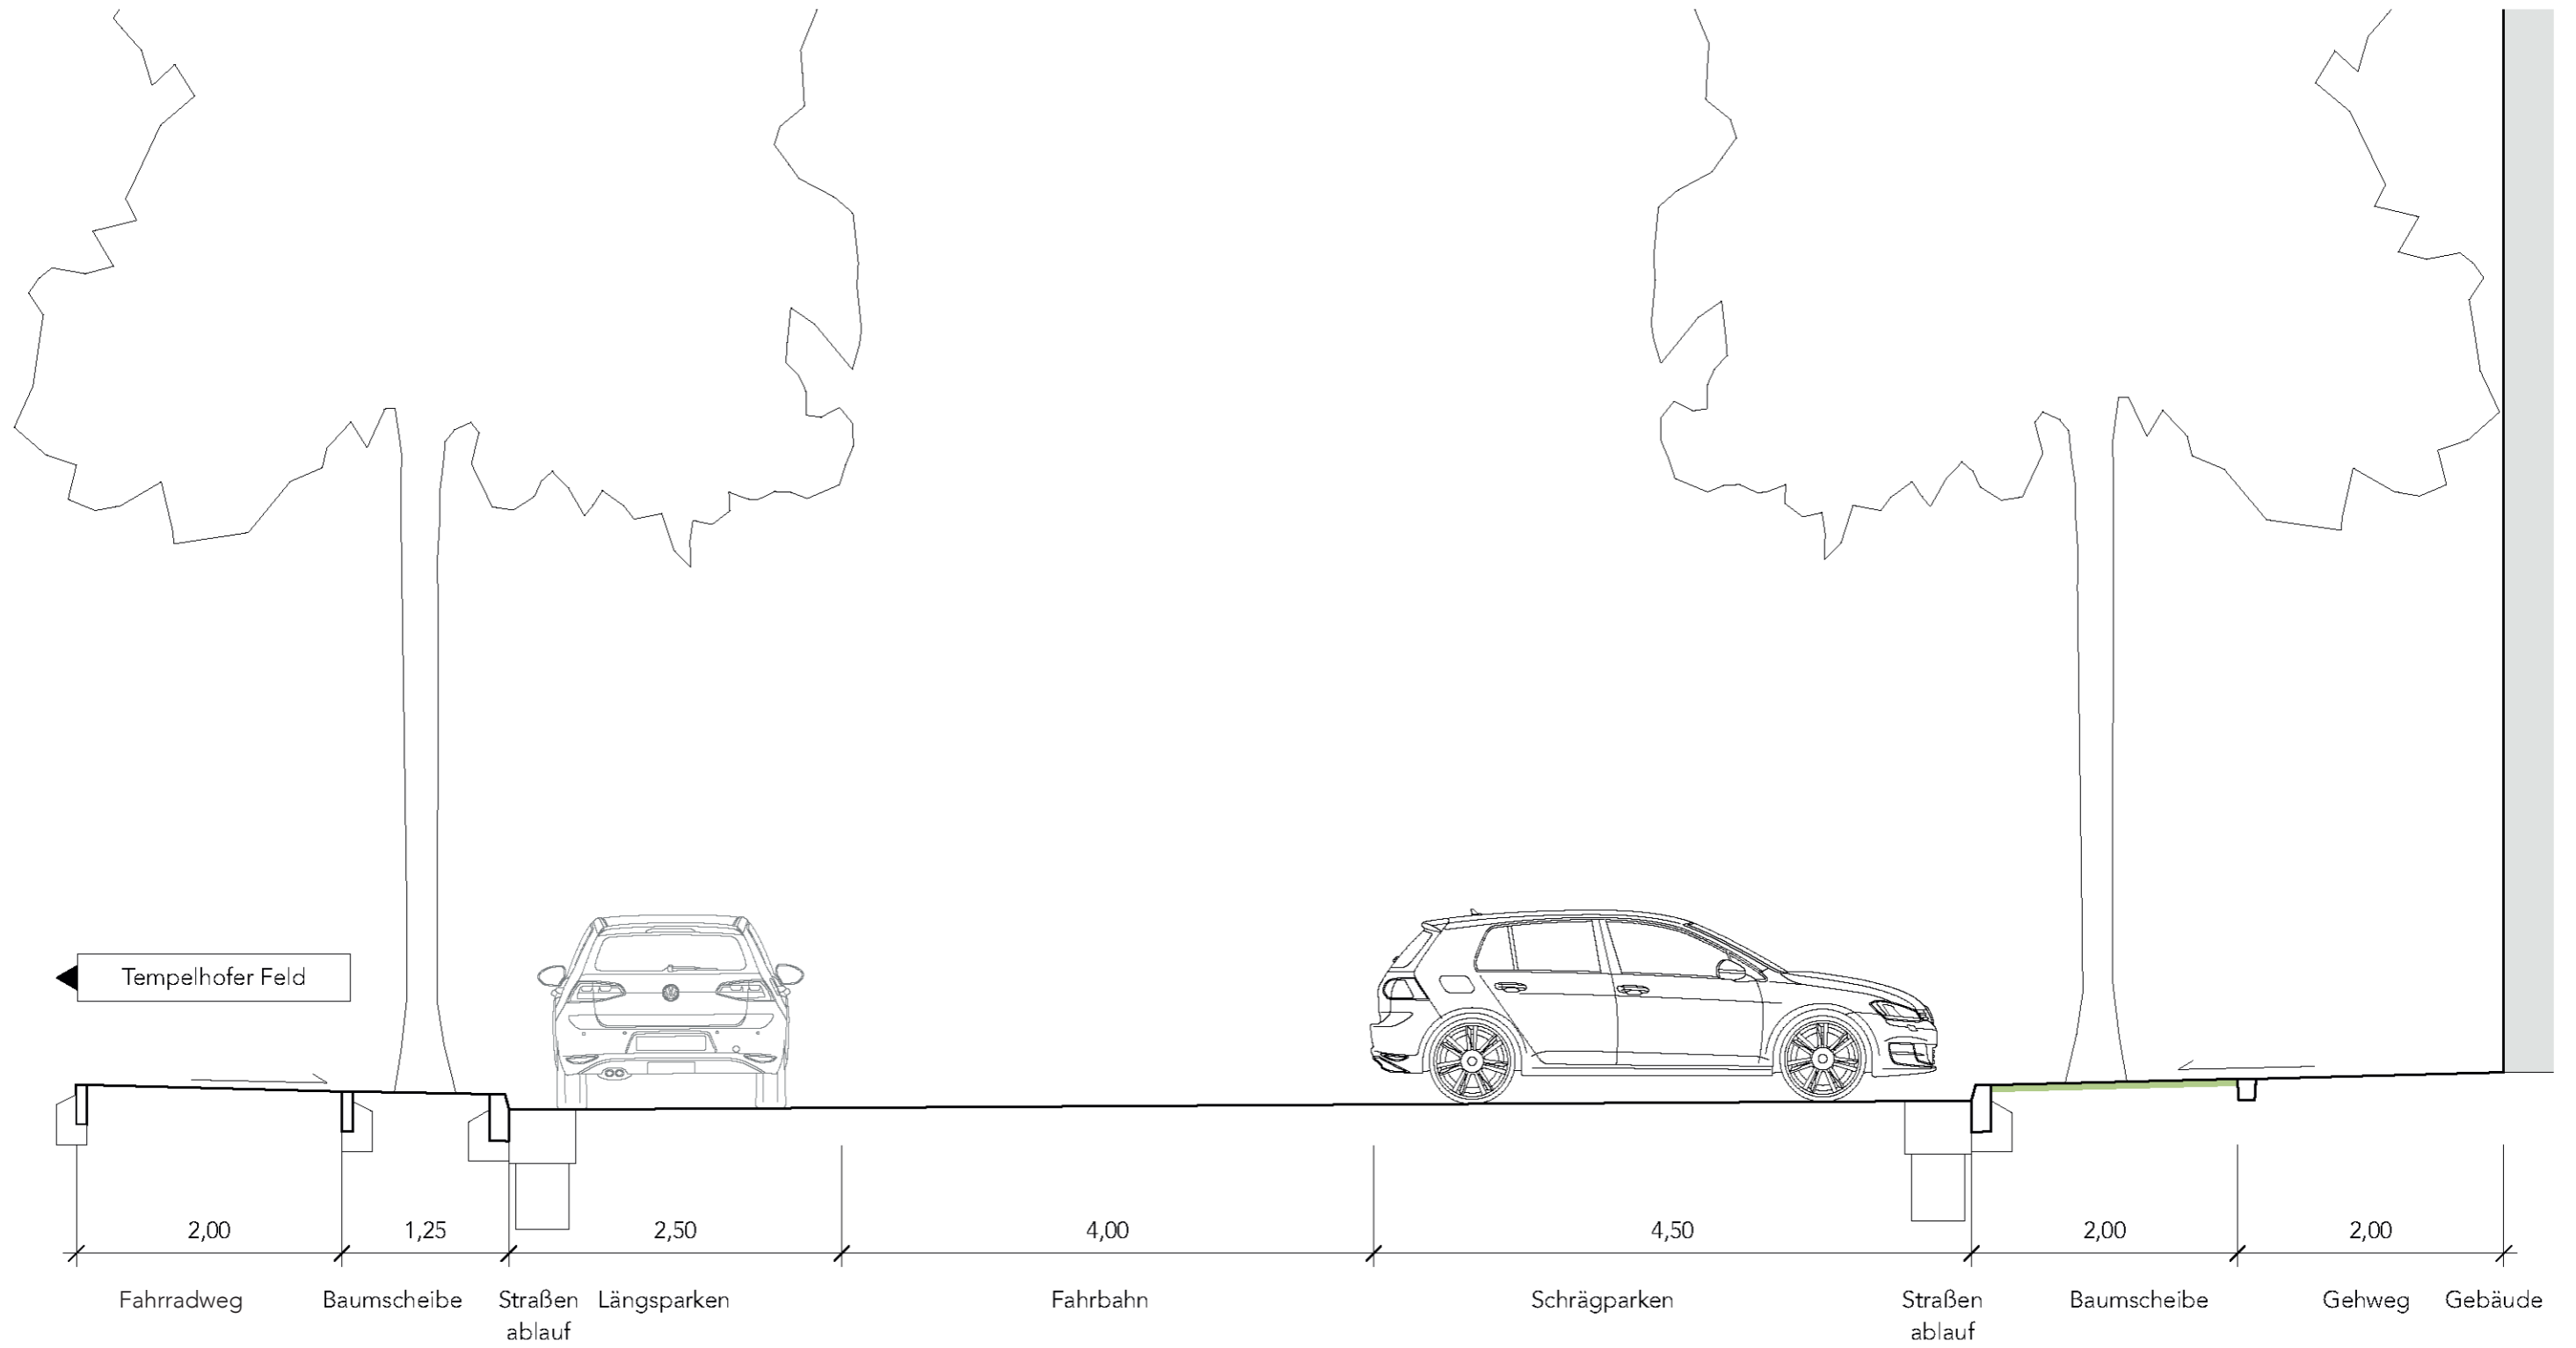 Tempelhofer Feld
2,00 1,25 2,50 4,00 4,50 2,00 2,00
Fahrradweg Baumscheibe Straßen Längsparken Fahrbahn Schrägparken Straßen Baumscheibe Gehweg Gebäude
ablauf ablauf